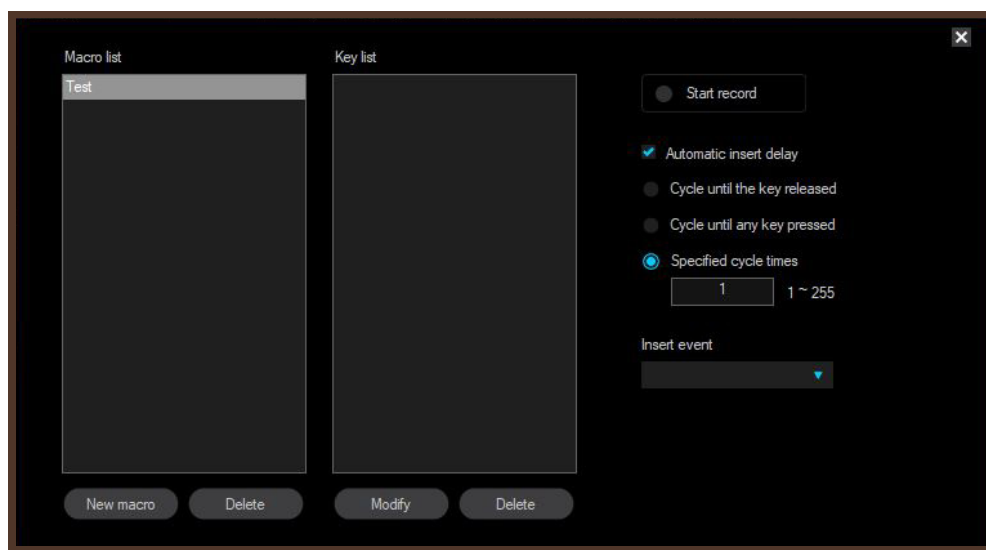 Macro list
Key list
Test
Start record
Automatic insert delay
Cycle until the key released
Cycle until any key pressed
Specified cycle times
1
1 ~ 255
Insert event
New macro
Delete
Modify
Delete